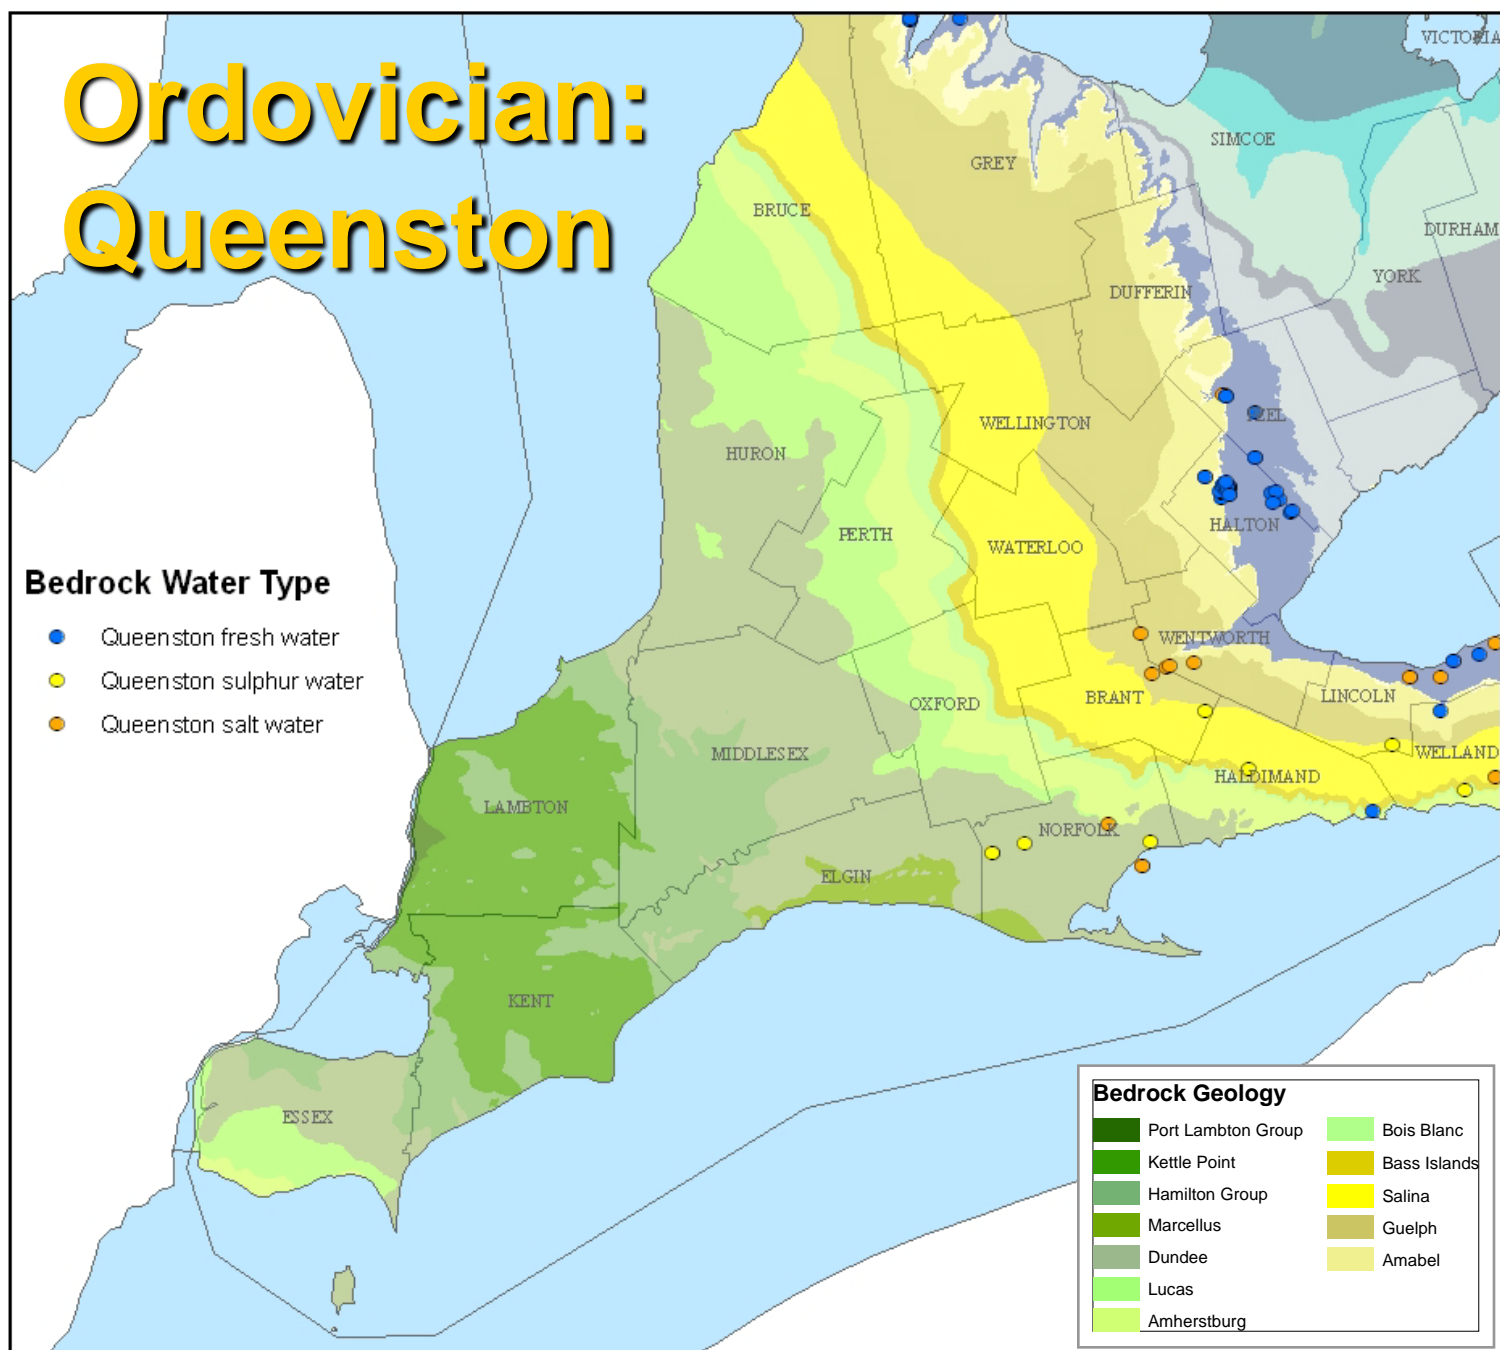 Ordovician:
Queenston
VICTORIA
SIMCOE
GREY
BRUCE
DURHAM
YORK
DUFFERIN
WELLINGTON
HURON
HALTON
PERTH
WATERLOO
WENTWORTH
LINCOLN
BRANT
OXFORD
WELLAND
MIDDLESEX
HALDIMAND
LAMBTON
NORFOLK
ELGIN
KENT
ESSEX
Bedrock Water Type
Queenston fresh water
Queenston sulphur water
Queenston salt water
Bedrock Geology
Port Lambton Group
Kettle Point
Hamilton Group
Marcellus
Dundee
Lucas
Amherstburg
Bois Blanc
Bass Islands
Salina
Guelph
Amabel